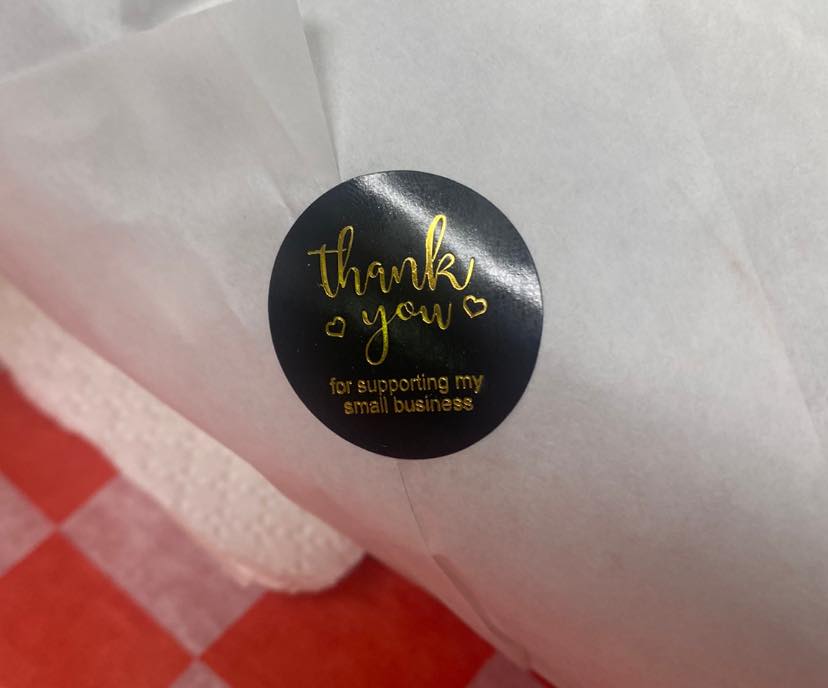 thank
you
for supporting my
small business